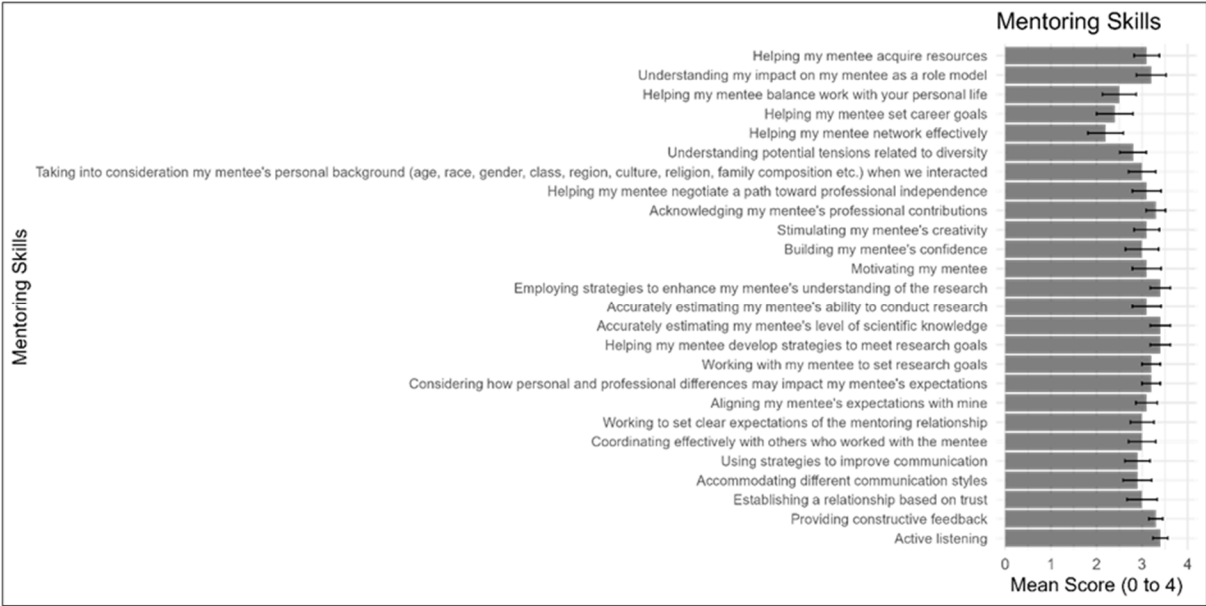 Mentoring Skills
Mentoring Skills
Helping my mentee acquire resources
Understanding my impact on my mentee as a role model
Helping my mentee balance work with your personal life
Helping my mentee set career goals
Helping my mentee network effectively
Understanding potential tensions related to diversity
Taking into consideration my mentee's personal background (age, race, gender, class, region, culture, religion, family composition etc.) when we interacted
Helping my mentee negotiate a path toward professional independence
Acknowledging my mentee's professional contributions
Stimulating my mentee's creativity
Building my mentee's confidence
Motivating my mentee
Employing strategies to enhance my mentee's understanding of the research
Accurately estimating my mentee's ability to conduct research
Accurately estimating my mentee's level of scientific knowledge
Helping my mentee develop strategies to meet research goals
Working with my mentee to set research goals
Considering how personal and professional differences may impact my mentee's expectations
Aligning my mentee's expectations with mine
Working to set clear expectations of the mentoring relationship
Coordinating effectively with others who worked with the mentee
Using strategies to improve communication
Accommodating different communication styles
Establishing a relationship based on trust
Providing constructive feedback
Active listening
0 1 2 3 4
Mean Score (0 to 4)